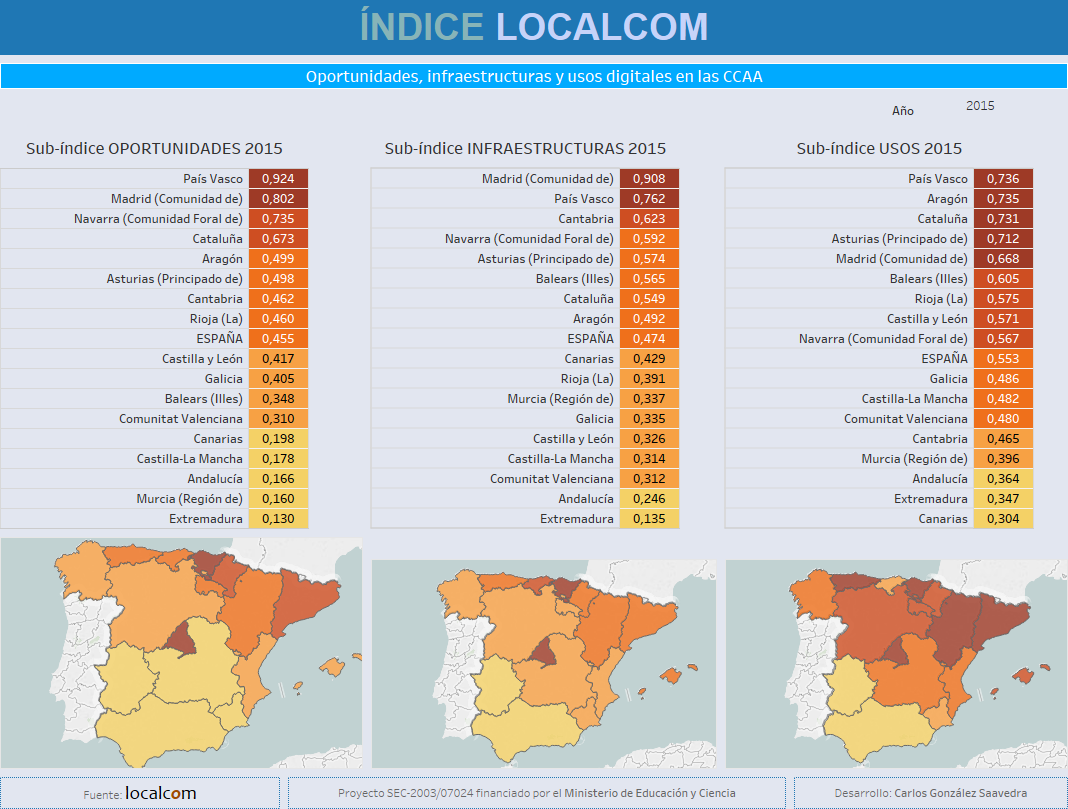 ÍNDICE LOCALCOM
Oportunidades, infraestructuras y usos digitales en las CCAA
Año 2015
Sub-índice OPORTUNIDADES 2015
País Vasco 0,924
Madrid (Comunidad de) 0,802
Navarra (Comunidad Foral de) 0,735
Cataluña 0,673
Aragón 0,499
Asturias (Principado de) 0,498
Cantabria 0,462
Rioja (La) 0,460
ESPAÑA 0,455
Castilla y León 0,417
Galicia 0,405
Balears (Illes) 0,348
Comunitat Valenciana 0,310
Canarias 0,198
Castilla-La Mancha 0,178
Andalucía 0,166
Murcia (Región de) 0,160
Extremadura 0,130
Sub-índice INFRAESTRUCTURAS 2015
Madrid (Comunidad de) 0,908
País Vasco 0,762
Cantabria 0,623
Navarra (Comunidad Foral de) 0,592
Asturias (Principado de) 0,574
Balears (Illes) 0,565
Cataluña 0,549
Aragón 0,492
ESPAÑA 0,474
Canarias 0,429
Rioja (La) 0,391
Murcia (Región de) 0,337
Galicia 0,335
Castilla y León 0,326
Castilla-La Mancha 0,314
Comunitat Valenciana 0,312
Andalucía 0,246
Extremadura 0,135
Sub-índice USOS 2015
País Vasco 0,736
Aragón 0,735
Cataluña 0,731
Asturias (Principado de) 0,712
Madrid (Comunidad de) 0,668
Balears (Illes) 0,605
Rioja (La) 0,575
Castilla y León 0,571
Navarra (Comunidad Foral de) 0,567
ESPAÑA 0,553
Galicia 0,486
Castilla-La Mancha 0,482
Comunitat Valenciana 0,480
Cantabria 0,465
Murcia (Región de) 0,396
Andalucía 0,364
Extremadura 0,347
Canarias 0,304
Fuente: localcom
Proyecto SEC-2003/07024 financiado por el Ministerio de Educación y Ciencia
Desarrollo: Carlos González Saavedra